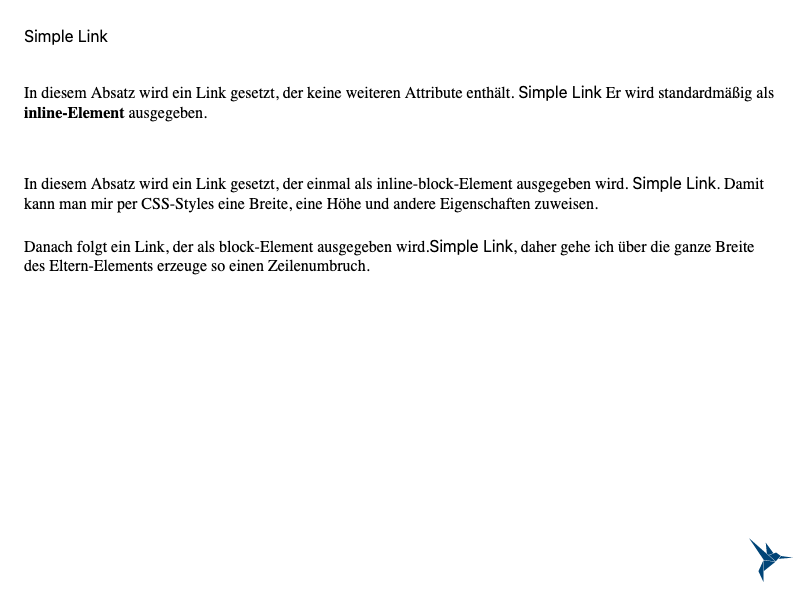 Simple Link
In diesem Absatz wird ein Link gesetzt, der keine weiteren Attribute enthält. Simple Link Er wird standardmäßig als
inline-Element ausgegeben.
In diesem Absatz wird ein Link gesetzt, der einmal als inline-block-Element ausgegeben wird. Simple Link. Damit
kann man mir per CSS-Styles eine Breite, eine Höhe und andere Eigenschaften zuweisen.
Danach folgt ein Link, der als block-Element ausgegeben wird.Simple Link, daher gehe ich über die ganze Breite
des Eltern-Elements erzeuge so einen Zeilenumbruch.